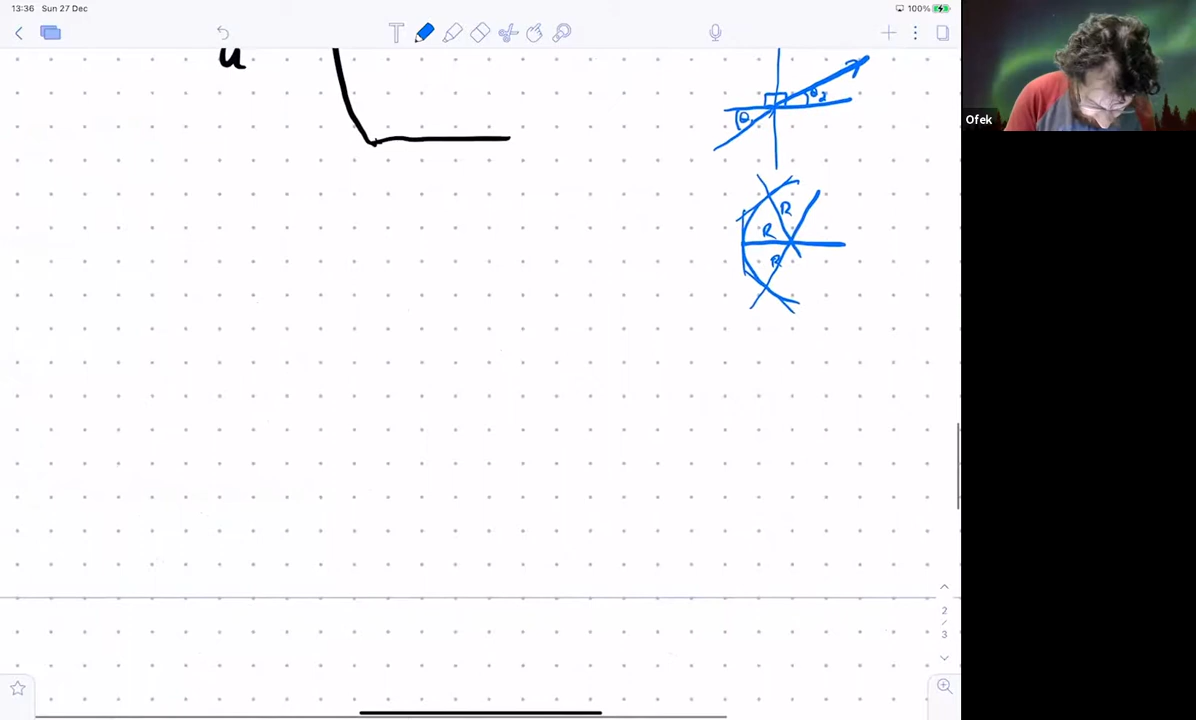 13:36 Sun 27 Dec
100%
T
u
θ
θ₂
R
R
R
Ofek
2
/
3